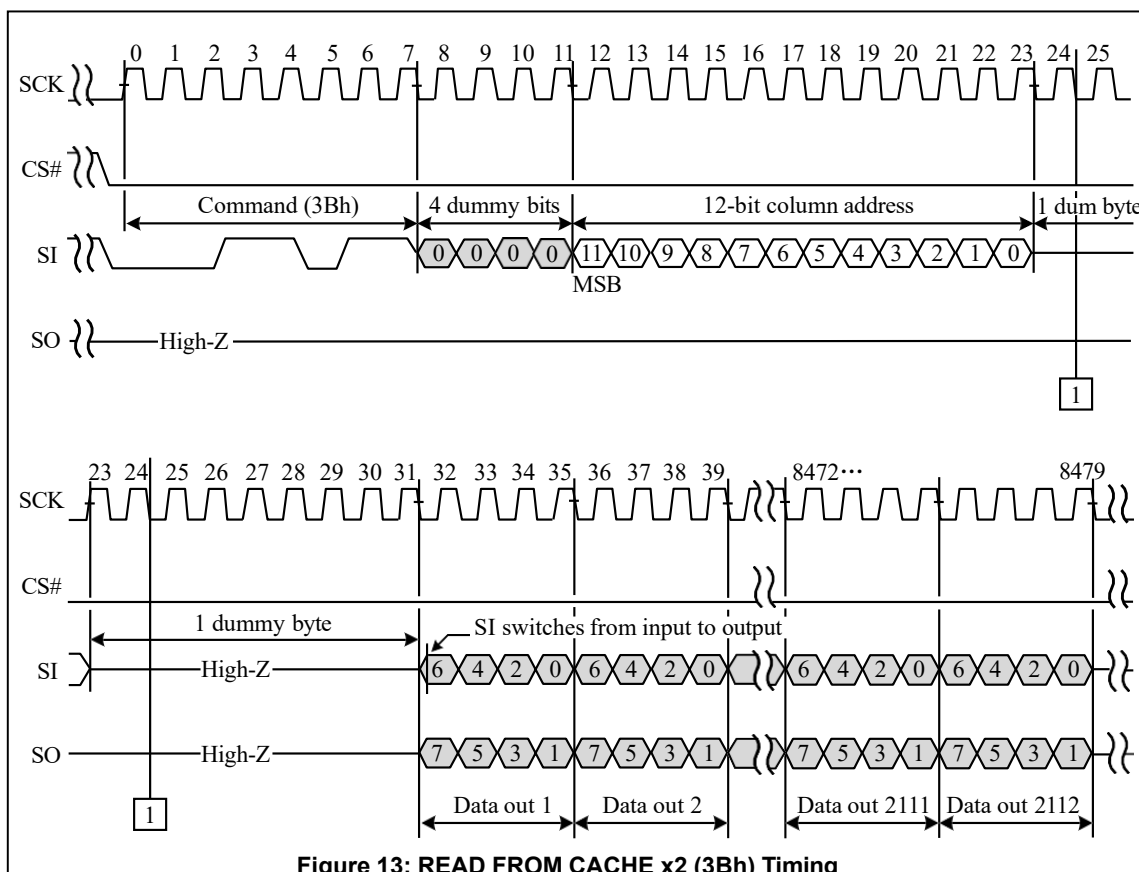 0 1 2 3 4 5 6 7 8 9 10 11 12 13 14 15 16 17 18 19 20 21 22 23 24 25
SCK
CS#
Command (3Bh) 4 dummy bits 12-bit column address 1 dum byte
SI 0 0 0 0 11 10 9 8 7 6 5 4 3 2 1 0
MSB
SO High-Z
1
23 24 25 26 27 28 29 30 31 32 33 34 35 36 37 38 39 8472··· 8479
SCK
CS#
1 dummy byte SI switches from input to output
SI High-Z 6 4 2 0 6 4 2 0 6 4 2 0 6 4 2 0
SO High-Z 7 5 3 1 7 5 3 1 7 5 3 1 7 5 3 1
1 Data out 1 Data out 2 Data out 2111 Data out 2112
Figure 13: READ FROM CACHE x2 (3Bh) Timing